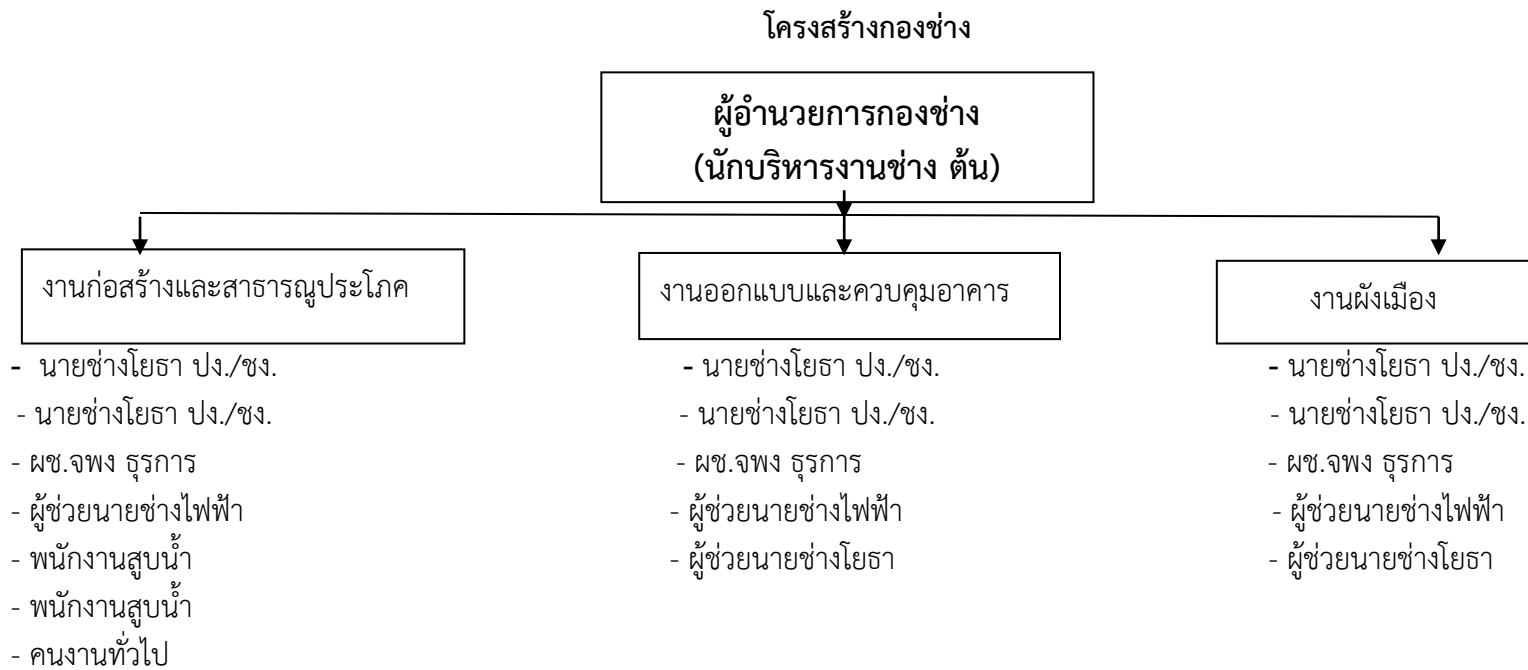 โครงสร้างกองช่าง
ผู้อำนวยการกองช่าง
(นักบริหารงานช่าง ต้น)
งานก่อสร้างและสาธารณูประโภค
- นายช่างโยธา ปง./ชง.
- นายช่างโยธา ปง./ชง.
- ผช.จพง ธุรการ
- ผู้ช่วยนายช่างไฟฟ้า
- พนักงานสูบน้ำ
- พนักงานสูบน้ำ
- คนงานทั่วไป
งานออกแบบและควบคุมอาคาร
- นายช่างโยธา ปง./ชง.
- นายช่างโยธา ปง./ชง.
- ผช.จพง ธุรการ
- ผู้ช่วยนายช่างไฟฟ้า
- ผู้ช่วยนายช่างโยธา
งานผังเมือง
- นายช่างโยธา ปง./ชง.
- นายช่างโยธา ปง./ชง.
- ผช.จพง ธุรการ
- ผู้ช่วยนายช่างไฟฟ้า
- ผู้ช่วยนายช่างโยธา